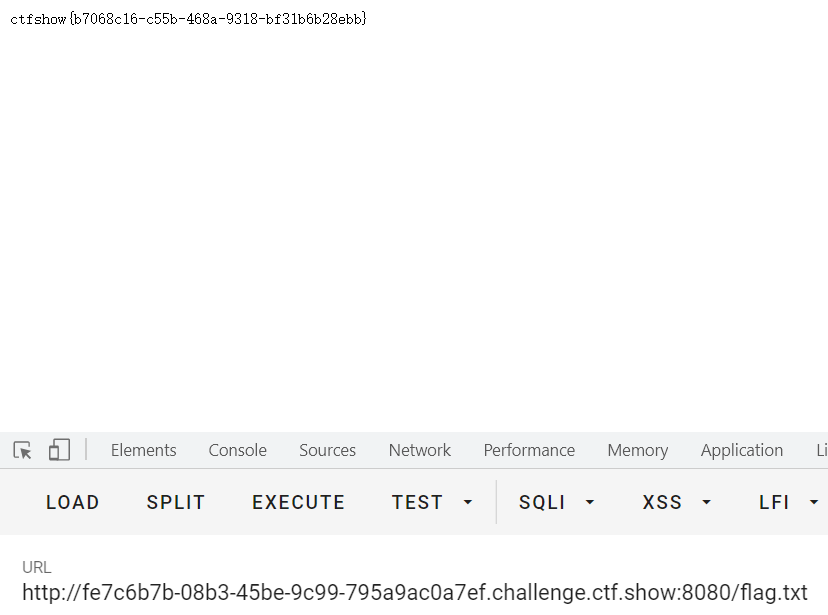 ctfshow{b7068c16-c55b-468a-9318-bf31b6b28ebb}
Elements Console Sources Network Performance Memory Application Li
LOAD SPLIT EXECUTE TEST SQLI XSS LFI
URL
http://fe7c6b7b-08b3-45be-9c99-795a9ac0a7ef.challenge.ctf.show:8080/flag.txt